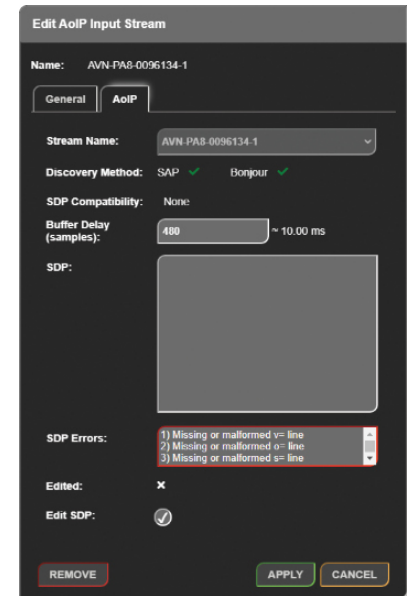 Edit AoIP Input Stream
Name: AVN-PA8-0096134-1
General AoIP
Stream Name: AVN-PA8-0096134-1
Discovery Method: SAP Bonjour
SDP Compatibility: None
Buffer Delay
(samples): 480 ~ 10.00 ms
SDP:
SDP Errors: 1) Missing or malformed v= line
2) Missing or malformed o= line
3) Missing or malformed s= line
Edited:
Edit SDP:
REMOVE APPLY CANCEL